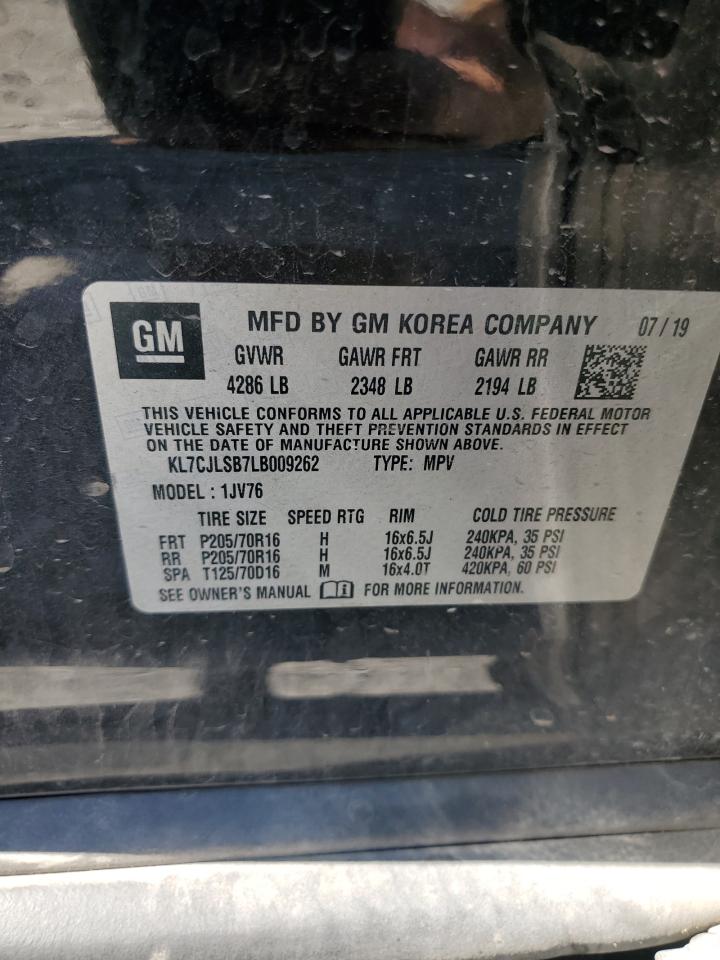 GM MFD BY GM KOREA COMPANY 07/19
GVWR GAWR FRT GAWR RR
4286 LB 2348 LB 2194 LB
THIS VEHICLE CONFORMS TO ALL APPLICABLE U.S. FEDERAL MOTOR
VEHICLE SAFETY AND THEFT PREVENTION STANDARDS IN EFFECT
ON THE DATE OF MANUFACTURE SHOWN ABOVE.
KL7CJLSB7LB009262 TYPE: MPV
MODEL : 1JV76
TIRE SIZE SPEED RTG RIM COLD TIRE PRESSURE
FRT P205/70R16 H 16x6.5J 240KPA, 35 PSI
RR P205/70R16 H 16x6.5J 240KPA, 35 PSI
SPA T125/70D16 M 16x4.0T 420KPA, 60 PSI
SEE OWNER'S MANUAL FOR MORE INFORMATION.